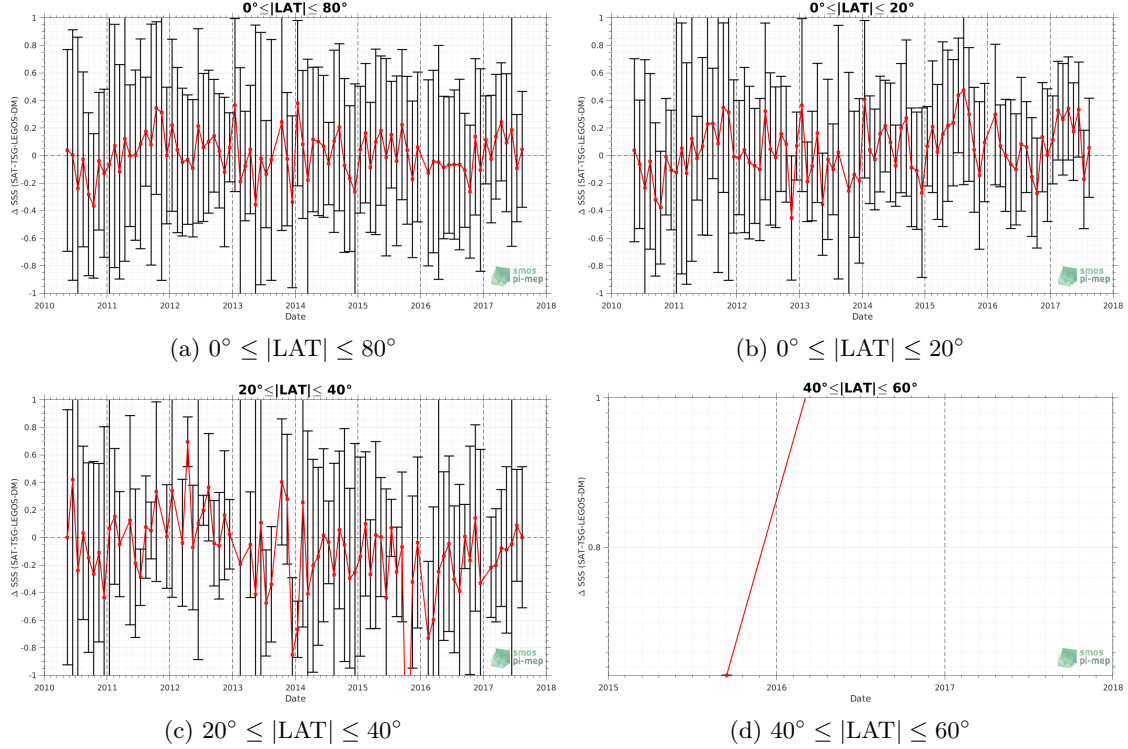 0°≤|LAT|≤ 80°
1
0.8
0.6
0.4
0.2
0
-0.2
-0.4
-0.6
-0.8
-1
Δ SSS (SAT-TSG-LEGOS-DM)
2010 2011 2012 2013 2014 2015 2016 2017 2018
Date
smos
pi-mep
(a) 0° ≤ |LAT| ≤ 80°
0°≤|LAT|≤ 20°
1
0.8
0.6
0.4
0.2
0
-0.2
-0.4
-0.6
-0.8
-1
Δ SSS (SAT-TSG-LEGOS-DM)
2010 2011 2012 2013 2014 2015 2016 2017 2018
Date
smos
pi-mep
(b) 0° ≤ |LAT| ≤ 20°
20°≤|LAT|≤ 40°
1
0.8
0.6
0.4
0.2
0
-0.2
-0.4
-0.6
-0.8
-1
Δ SSS (SAT-TSG-LEGOS-DM)
2010 2011 2012 2013 2014 2015 2016 2017 2018
Date
smos
pi-mep
(c) 20° ≤ |LAT| ≤ 40°
40°≤|LAT|≤ 60°
1
0.8
Δ SSS (SAT-TSG-LEGOS-DM)
2015 2016 2017 2018
Date
smos
pi-mep
(d) 40° ≤ |LAT| ≤ 60°